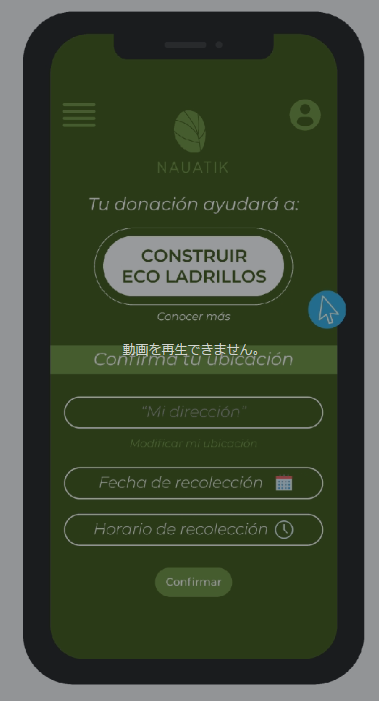 NAUATIK
Tu donación ayudará a:
CONSTRUIR
ECO LADRILLOS
Conocer más
動画を再生できません。
Confirma tu ubicación
"Mi dirección"
Modificar mi ubicación
Fecha de recolección
Horario de recolección
Confirmar